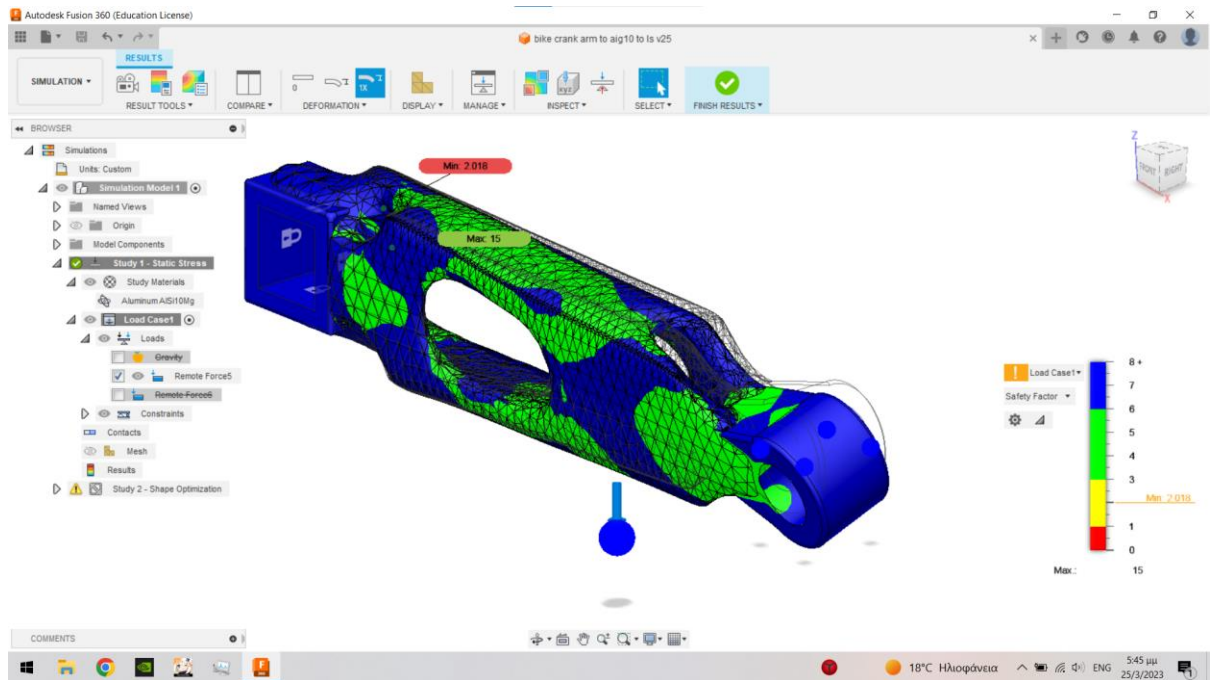 Autodesk Fusion 360 (Education License)
bike crank arm to aig10 to ls v25
RESULTS
SIMULATION
RESULT TOOLS
COMPARE
DEFORMATION
DISPLAY
MANAGE
INSPECT
SELECT
FINISH RESULTS
BROWSER
Simulations
Units: Custom
Simulation Model 1
Named Views
Origin
Model Components
Study 1 - Static Stress
Study Materials
Aluminum AlSi10Mg
Load Case1
Loads
Gravity
Remote Force5
Remote Force6
Constraints
Contacts
Mesh
Results
Study 2 - Shape Optimization
Min: 2.018
Max: 15
Z
FRONT
RIGHT
X
Load Case1
Safety Factor
8 +
7
6
5
4
3
Min: 2.018
1
0
Max.: 15
COMMENTS
18°C Ηλιοφάνεια
ENG
5:45 μμ
25/3/2023